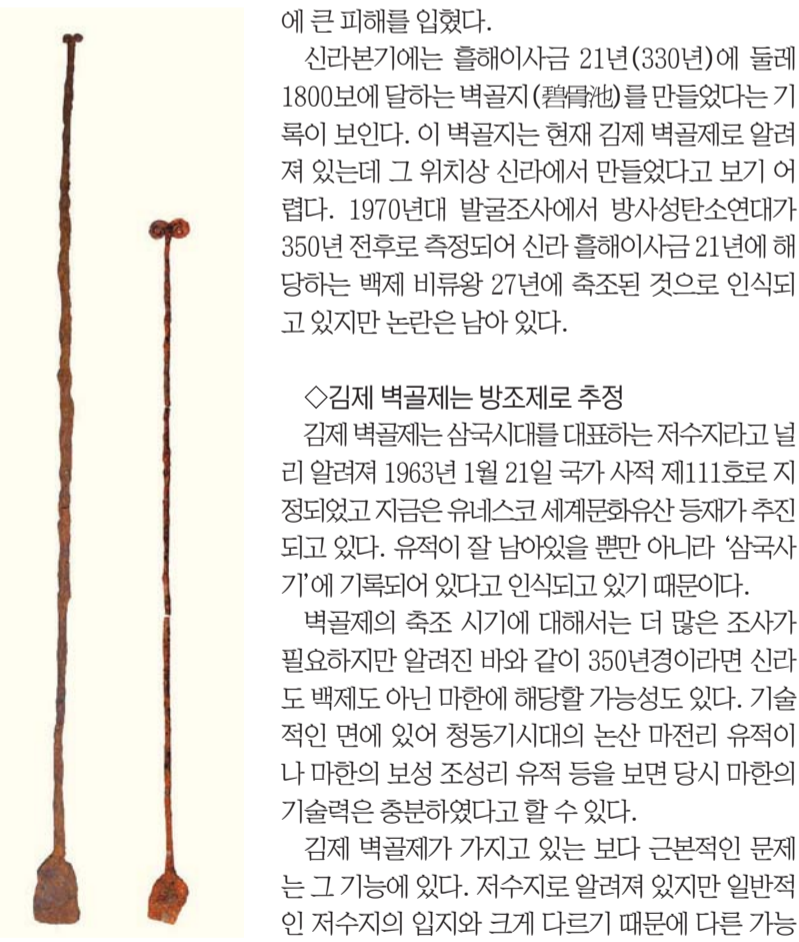 에 큰 피해를 입혔다.
신라본기에는 흘해이사금 21년(330년)에 둘레
1800보에 달하는 벽골지(碧骨池)를 만들었다는 기
록이 보인다. 이 벽골지는 현재 김제 벽골제로 알려
져 있는데 그 위치상 신라에서 만들었다고 보기 어
렵다. 1970년대 발굴조사에서 방사성탄소연대가
350년 전후로 측정되어 신라 흘해이사금 21년에 해
당하는 백제 비류왕 27년에 축조된 것으로 인식되
고 있지만 논란은 남아 있다.
◇김제 벽골제는 방조제로 추정
김제 벽골제는 삼국시대를 대표하는 저수지라고 널
리 알려져 1963년 1월 21일 국가 사적 제111호로 지
정되었고 지금은 유네스코 세계문화유산 등재가 추진
되고 있다. 유적이 잘 남아있을 뿐만 아니라 ‘삼국사
기’에 기록되어 있다고 인식되고 있기 때문이다.
벽골제의 축조 시기에 대해서는 더 많은 조사가
필요하지만 알려진 바와 같이 350년경이라면 신라
도 백제도 아닌 마한에 해당할 가능성도 있다. 기술
적인 면에 있어 청동기시대의 논산 마전리 유적이
나 마한의 보성 조성리 유적 등을 보면 당시 마한의
기술력은 충분하였다고 할 수 있다.
김제 벽골제가 가지고 있는 보다 근본적인 문제
는 그 기능에 있다. 저수지로 알려져 있지만 일반적
인 저수지의 입지와 크게 다르기 때문에 다른 가능